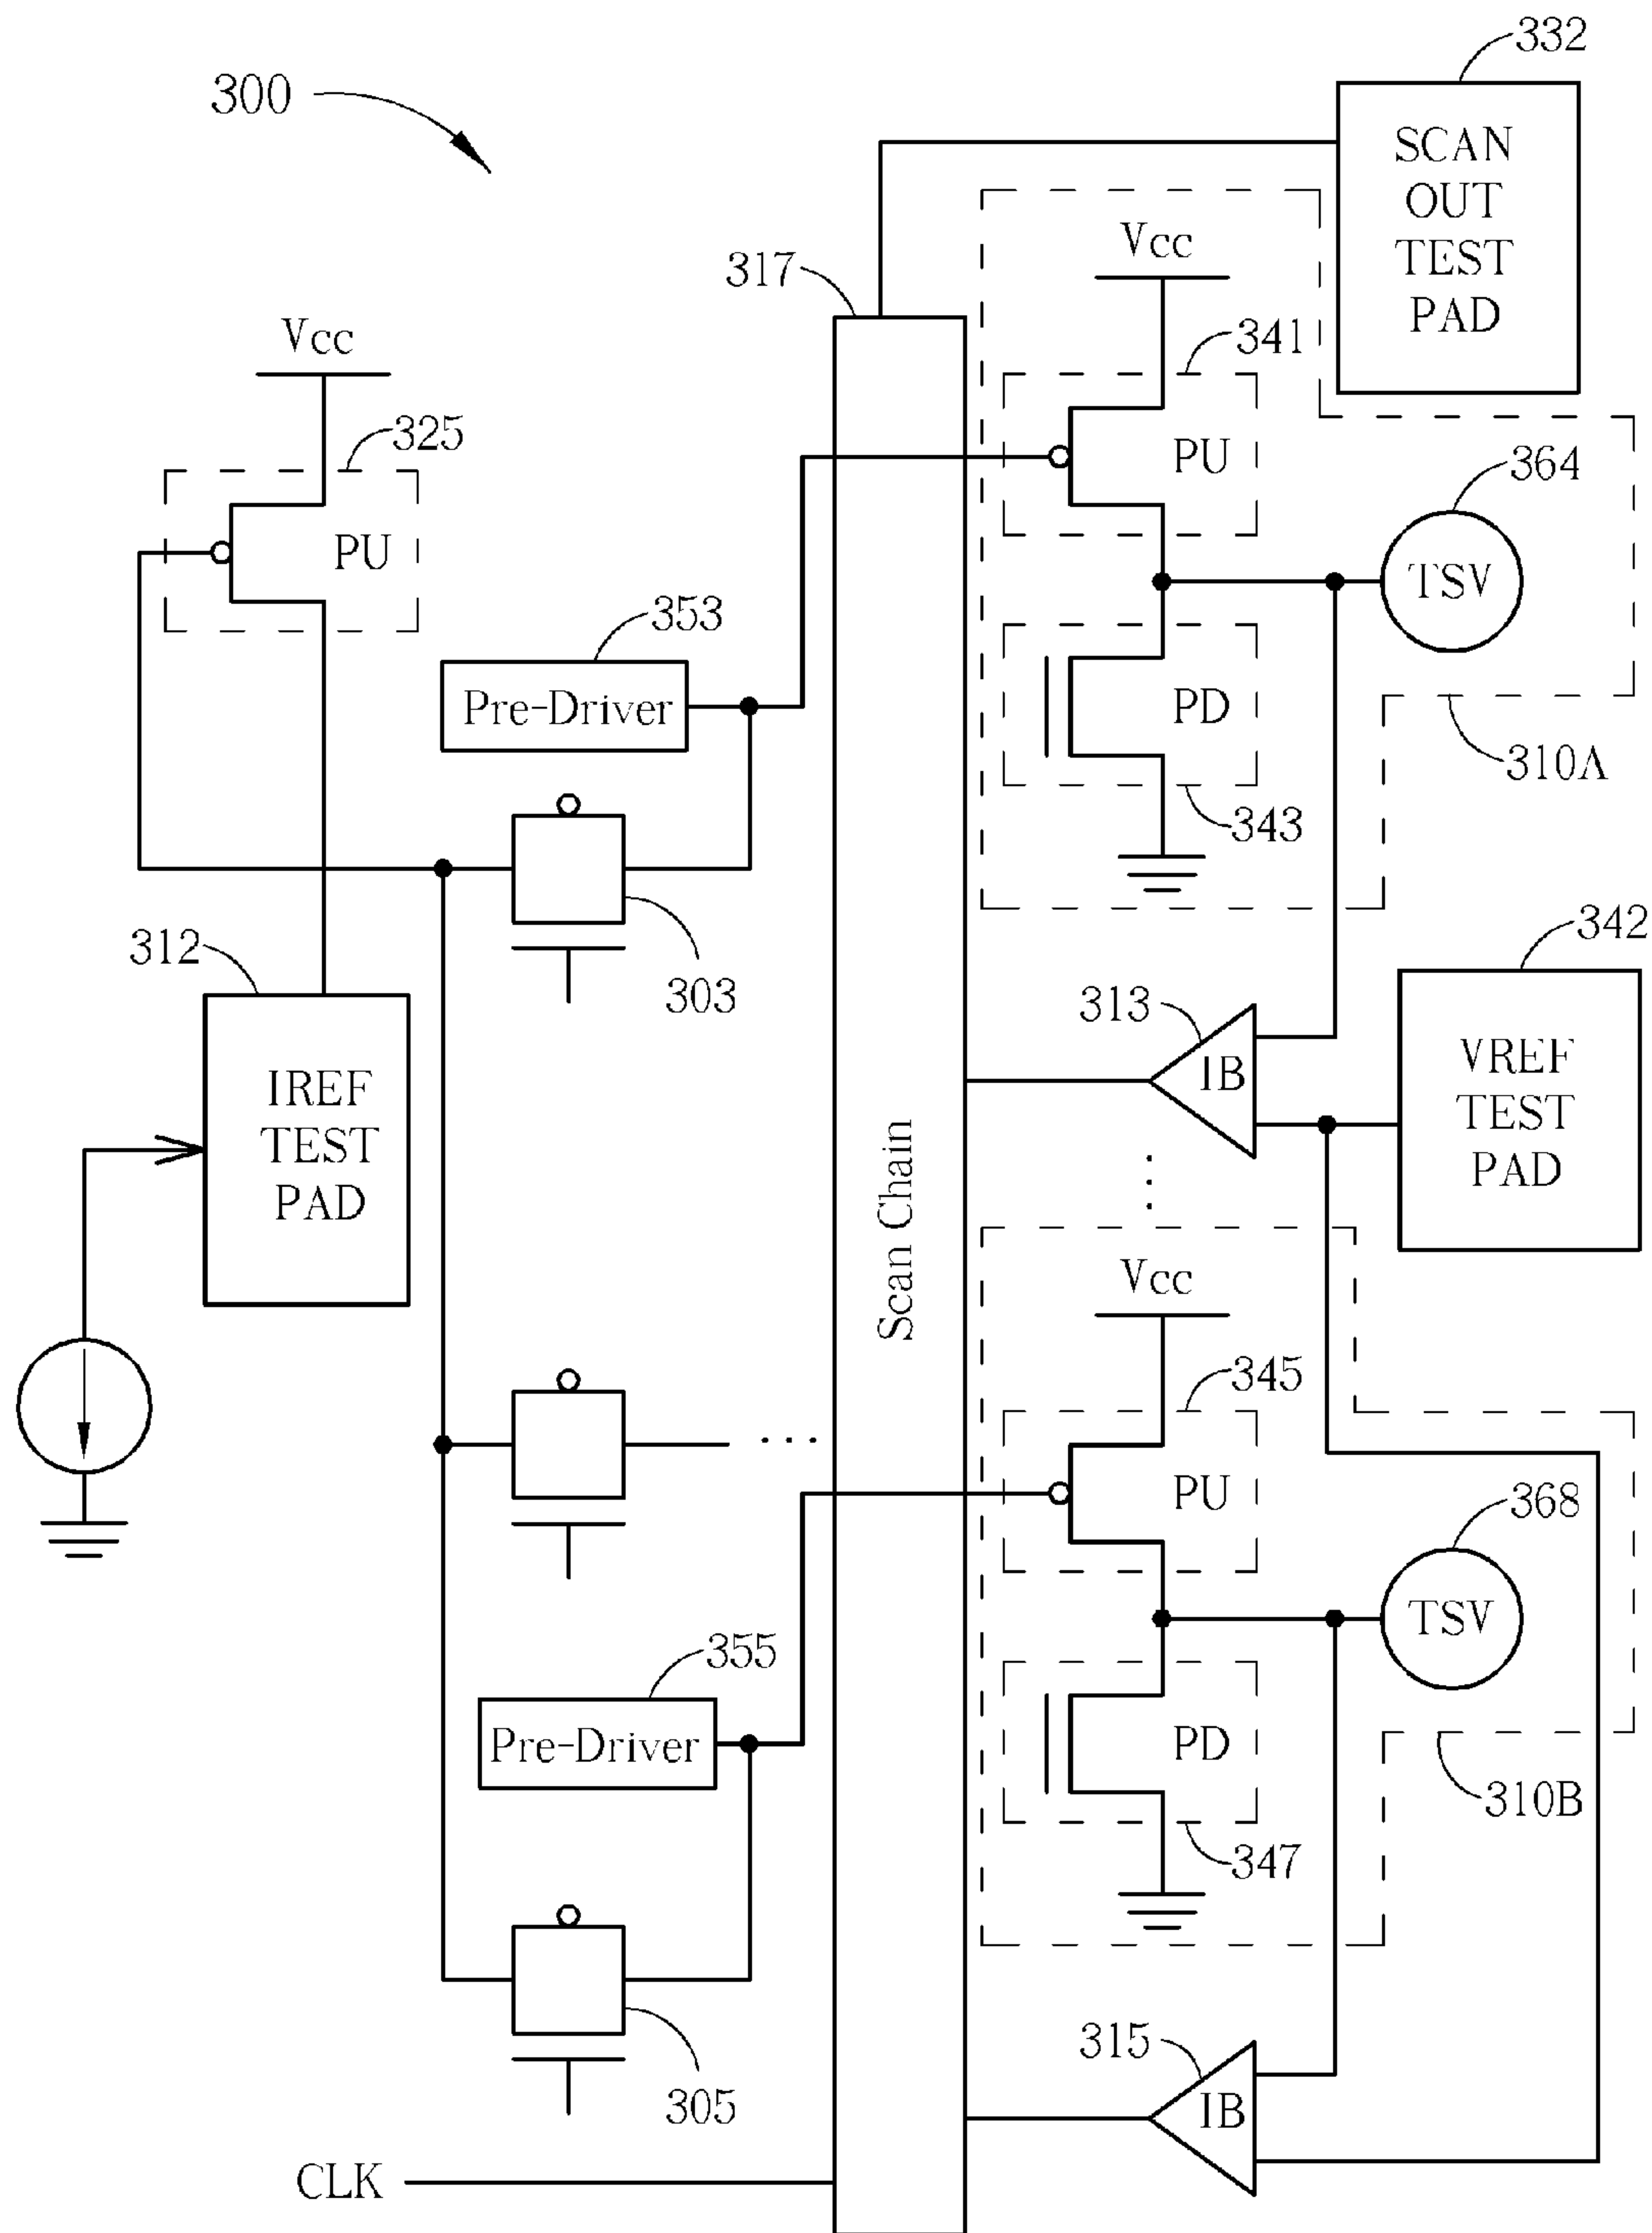 332
300
SCAN
OUT
TEST
PAD
Vcc
317
341
Vcc
325
PU
364
PU
TSV
353
Pre-Driver
PD
310A
343
342
312
303
313
IB
VREF
TEST
PAD
IREF
TEST
PAD
Scan Chain
Vcc
345
...
PU
368
TSV
355
Pre-Driver
PD
310B
347
315
IB
305
CLK